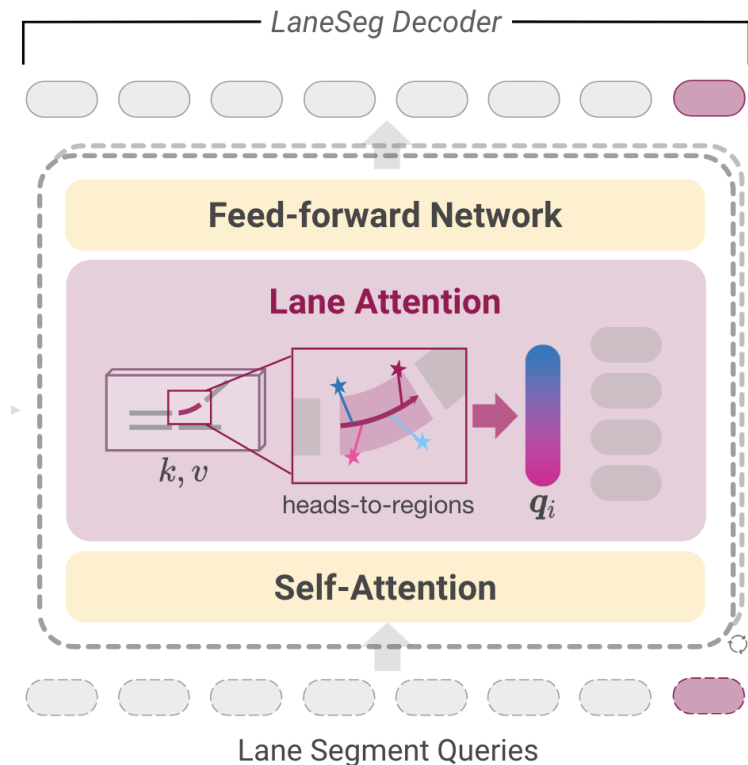 LaneSeg Decoder
Feed-forward Network
Lane Attention
k, v
heads-to-regions
q_i
Self-Attention
Lane Segment Queries